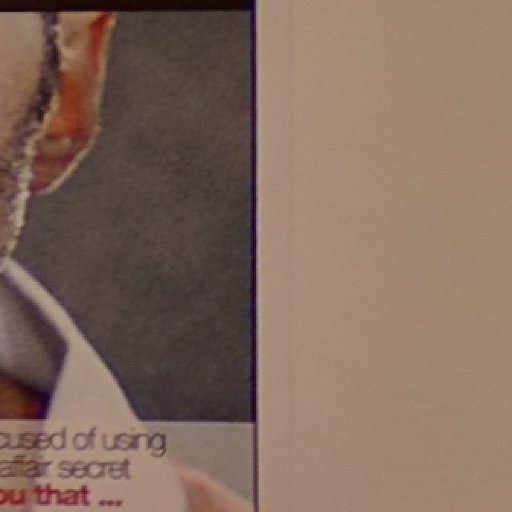 cused of using
affair secret
ou that ...